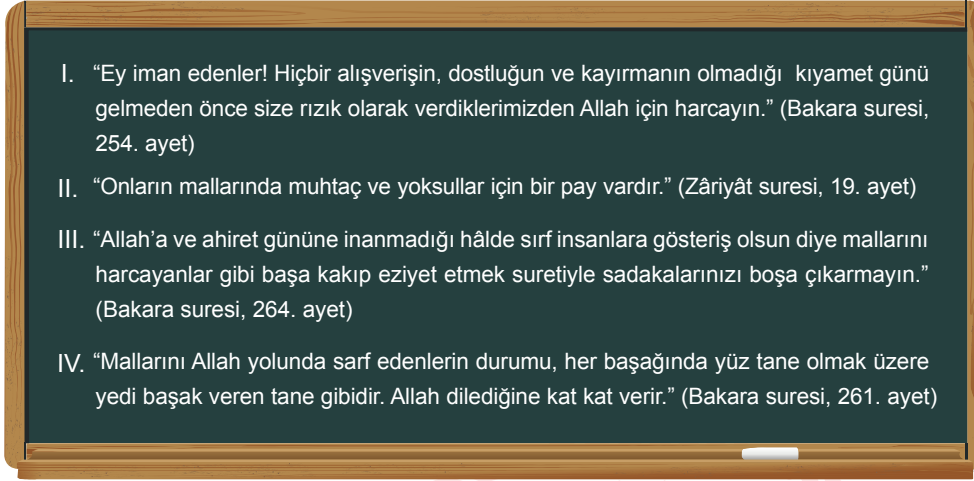 I. “Ey iman edenler! Hiçbir alışverişin, dostluğun ve kayırmanın olmadığı kıyamet günü
gelmeden önce size rızık olarak verdiklerimizden Allah için harcayın.” (Bakara suresi,
254. ayet)
II. “Onların mallarında muhtaç ve yoksullar için bir pay vardır.” (Zâriyât suresi, 19. ayet)
III. “Allah’a ve ahiret gününe inanmadığı hâlde sırf insanlara gösteriş olsun diye mallarını
harcayanlar gibi başa kakıp eziyet etmek suretiyle sadakalarınızı boşa çıkarmayın.”
(Bakara suresi, 264. ayet)
IV. “Mallarını Allah yolunda sarf edenlerin durumu, her başağında yüz tane olmak üzere
yedi başak veren tane gibidir. Allah dilediğine kat kat verir.” (Bakara suresi, 261. ayet)